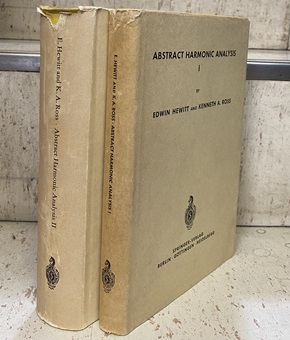 E. Hewitt and K. A. Ross · Abstract Harmonic Analysis II
E. HEWITT AND K. A. ROSS · ABSTRACT HARMONIC ANALYSIS I
ABSTRACT HARMONIC ANALYSIS
I
BY
EDWIN HEWITT AND KENNETH A. ROSS
SPRINGER-VERLAG
BERLIN · GÖTTINGEN · HEIDELBERG